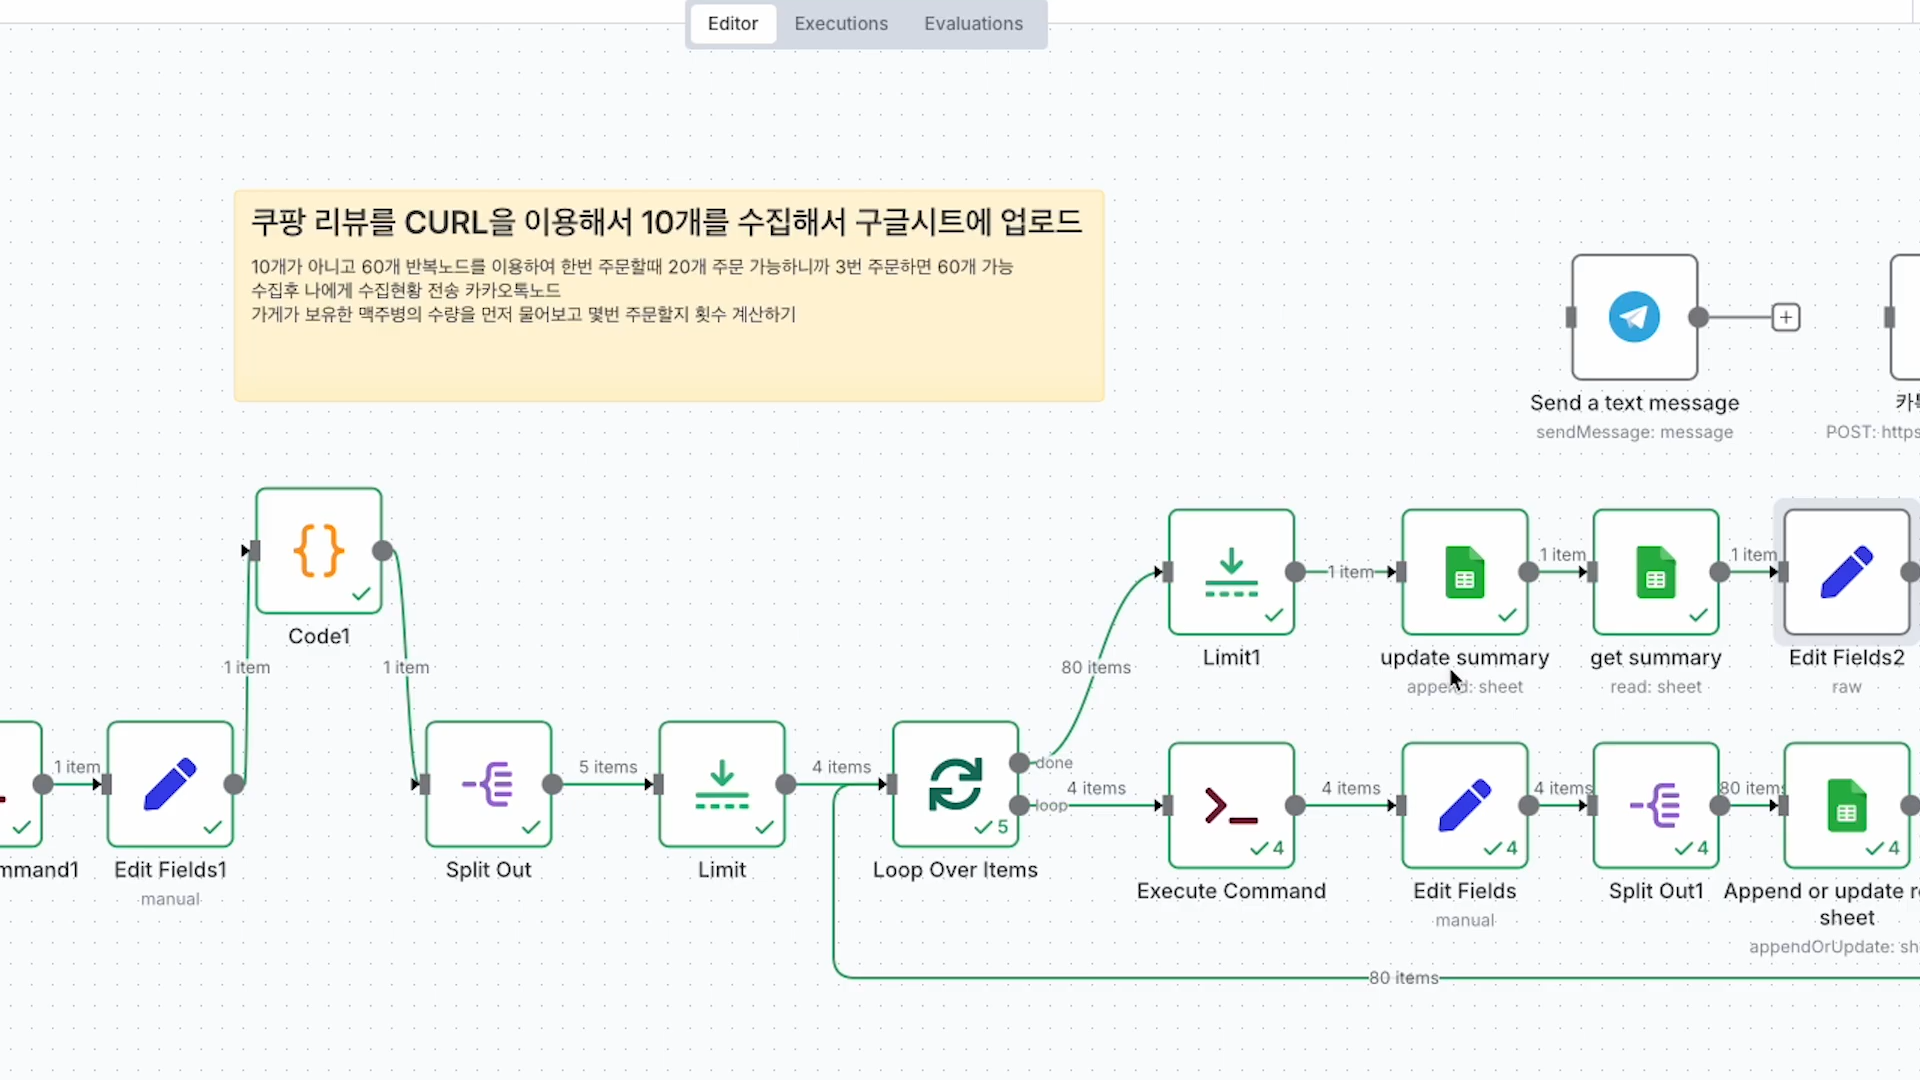 Editor Executions Evaluations
쿠팡 리뷰를 CURL을 이용해서 10개를 수집해서 구글시트에 업로드
10개가 아니고 60개 반복노드를 이용하여 한번 주문할때 20개 주문 가능하니까 3번 주문하면 60개 가능
수집후 나에게 수집현황 전송 카카오톡노드
가게가 보유한 맥주병의 수량을 먼저 물어보고 몇번 주문할지 횟수 계산하기
Send a text message
sendMessage: message
POST: https
Code1
1 item
1 item
80 items
Limit1
1 item
update summary
append: sheet
1 item
get summary
read: sheet
1 item
Edit Fields2
raw
mmand1
1 item
Edit Fields1
manual
Split Out
5 items
Limit
4 items
Loop Over Items
5
done
loop
4 items
Execute Command
4
4 items
Edit Fields
manual
4
4 items
Split Out1
4
80 items
Append or update r
sheet
appendOrUpdate: sh
4
80 items